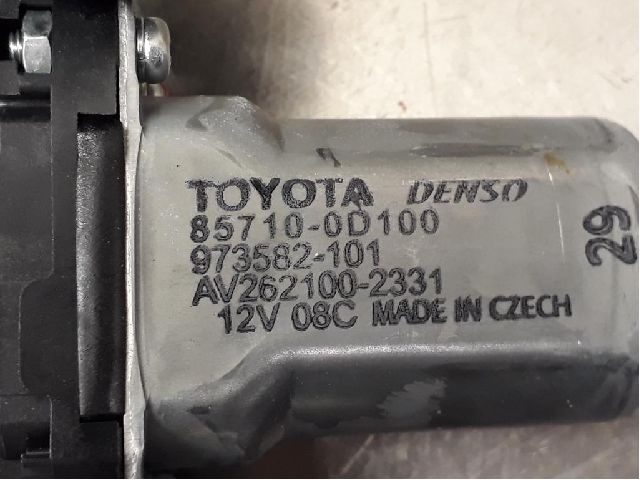 TOYOTA DENSO
85710-0D100
973582-101
AV262100-2331
12V 08C MADE IN CZECH
29